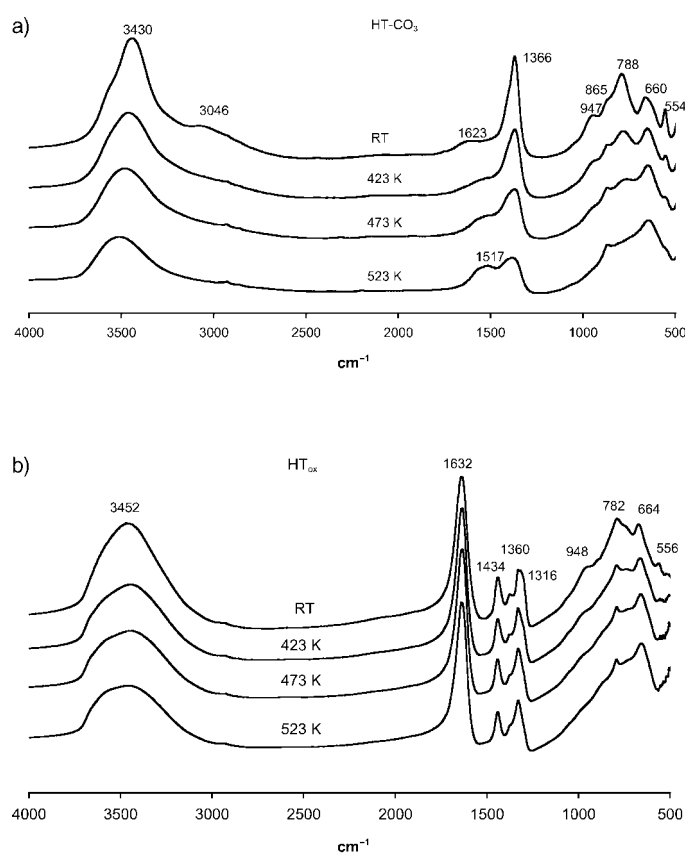 a)
HT-CO₃
3430
3046
1623
1366
947
865
788
660
554
RT
423 K
473 K
523 K
1517
4000 3500 3000 2500 2000 1500 1000 500
cm⁻¹
b)
HTox
3452
1632
1434
1360
1316
948
782
664
556
RT
423 K
473 K
523 K
4000 3500 3000 2500 2000 1500 1000 500
cm⁻¹